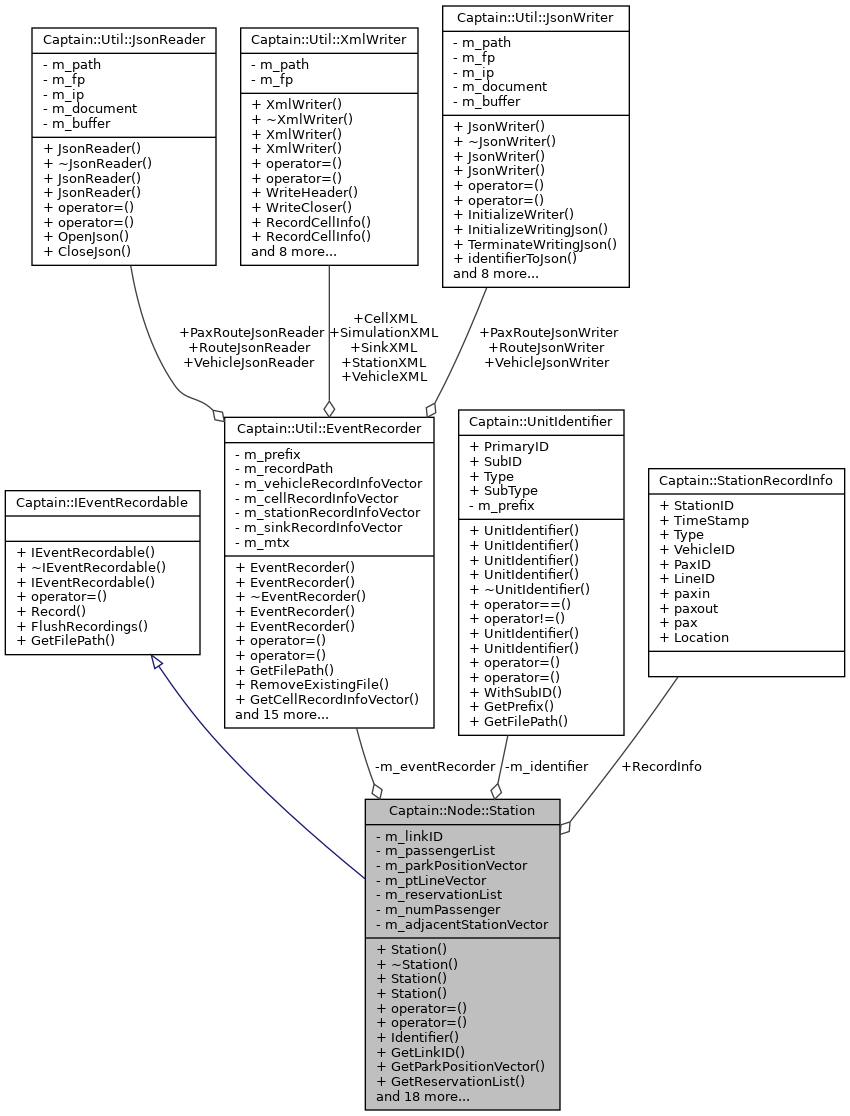 Captain::Util::JsonReader
- m_path
- m_fp
- m_ip
- m_document
- m_buffer
+ JsonReader()
+ ~JsonReader()
+ JsonReader()
+ JsonReader()
+ operator=()
+ operator=()
+ OpenJson()
+ CloseJson()
Captain::Util::XmlWriter
- m_path
- m_fp
+ XmlWriter()
+ ~XmlWriter()
+ XmlWriter()
+ XmlWriter()
+ operator=()
+ operator=()
+ WriteHeader()
+ WriteCloser()
+ RecordCellInfo()
+ RecordCellInfo()
and 8 more...
Captain::Util::JsonWriter
- m_path
- m_fp
- m_ip
- m_document
- m_buffer
+ JsonWriter()
+ ~JsonWriter()
+ JsonWriter()
+ JsonWriter()
+ operator=()
+ operator=()
+ InitializeWriter()
+ InitializeWritingJson()
+ TerminateWritingJson()
+ identifierToJson()
and 8 more...
+PaxRouteJsonReader
+RouteJsonReader
+VehicleJsonReader
+CellXML
+SimulationXML
+SinkXML
+StationXML
+VehicleXML
+PaxRouteJsonWriter
+RouteJsonWriter
+VehicleJsonWriter
Captain::IEventRecordable
+ IEventRecordable()
+ ~IEventRecordable()
+ IEventRecordable()
+ operator=()
+ Record()
+ FlushRecordings()
+ GetFilePath()
Captain::Util::EventRecorder
- m_prefix
- m_recordPath
- m_vehicleRecordInfoVector
- m_cellRecordInfoVector
- m_stationRecordInfoVector
- m_sinkRecordInfoVector
- m_mtx
+ EventRecorder()
+ EventRecorder()
+ ~EventRecorder()
+ EventRecorder()
+ EventRecorder()
+ operator=()
+ operator=()
+ GetFilePath()
+ RemoveExistingFile()
+ GetCellRecordInfoVector()
and 15 more...
Captain::UnitIdentifier
+ PrimaryID
+ SubID
+ Type
+ SubType
- m_prefix
+ UnitIdentifier()
+ UnitIdentifier()
+ UnitIdentifier()
+ UnitIdentifier()
+ ~UnitIdentifier()
+ operator==()
+ operator!=()
+ UnitIdentifier()
+ UnitIdentifier()
+ operator=()
+ operator=()
+ WithSubID()
+ GetPrefix()
+ GetFilePath()
Captain::StationRecordInfo
+ StationID
+ TimeStamp
+ Type
+ VehicleID
+ PaxID
+ LineID
+ paxin
+ paxout
+ pax
+ Location
-m_eventRecorder
-m_identifier
+RecordInfo
Captain::Node::Station
- m_linkID
- m_passengerList
- m_parkPositionVector
- m_ptLineVector
- m_reservationList
- m_numPassenger
- m_adjacentStationVector
+ Station()
+ ~Station()
+ Station()
+ Station()
+ operator=()
+ operator=()
+ Identifier()
+ GetLinkID()
+ GetParkPositionVector()
+ GetReservationList()
and 18 more...